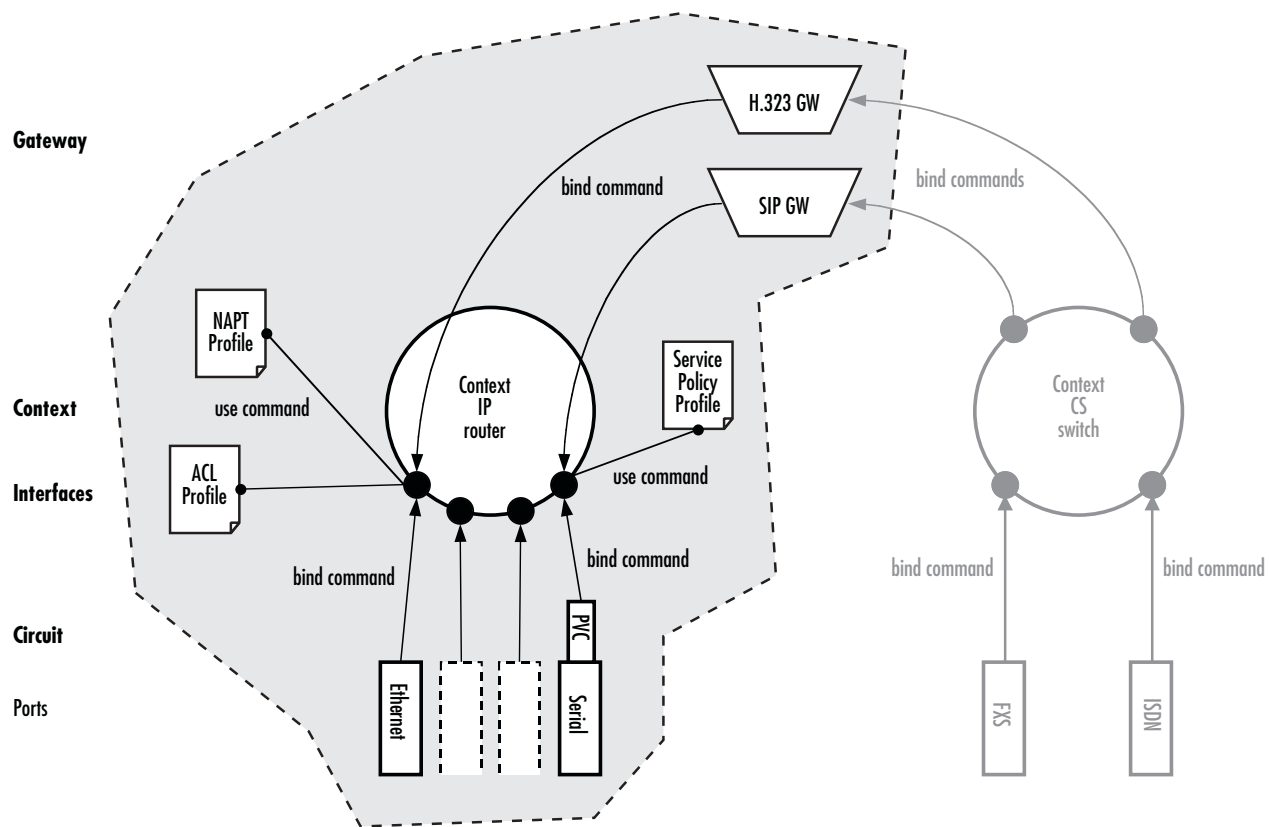 H.323 GW
Gateway
bind command
bind commands
SIP GW
NAPT
Profile
Service
Policy
Profile
Context
IP
router
Context
CS
switch
Context
use command
ACL
Profile
Interfaces
use command
bind command
bind command
bind command
bind command
PVC
Circuit
Ethernet
Serial
FXS
ISDN
Ports